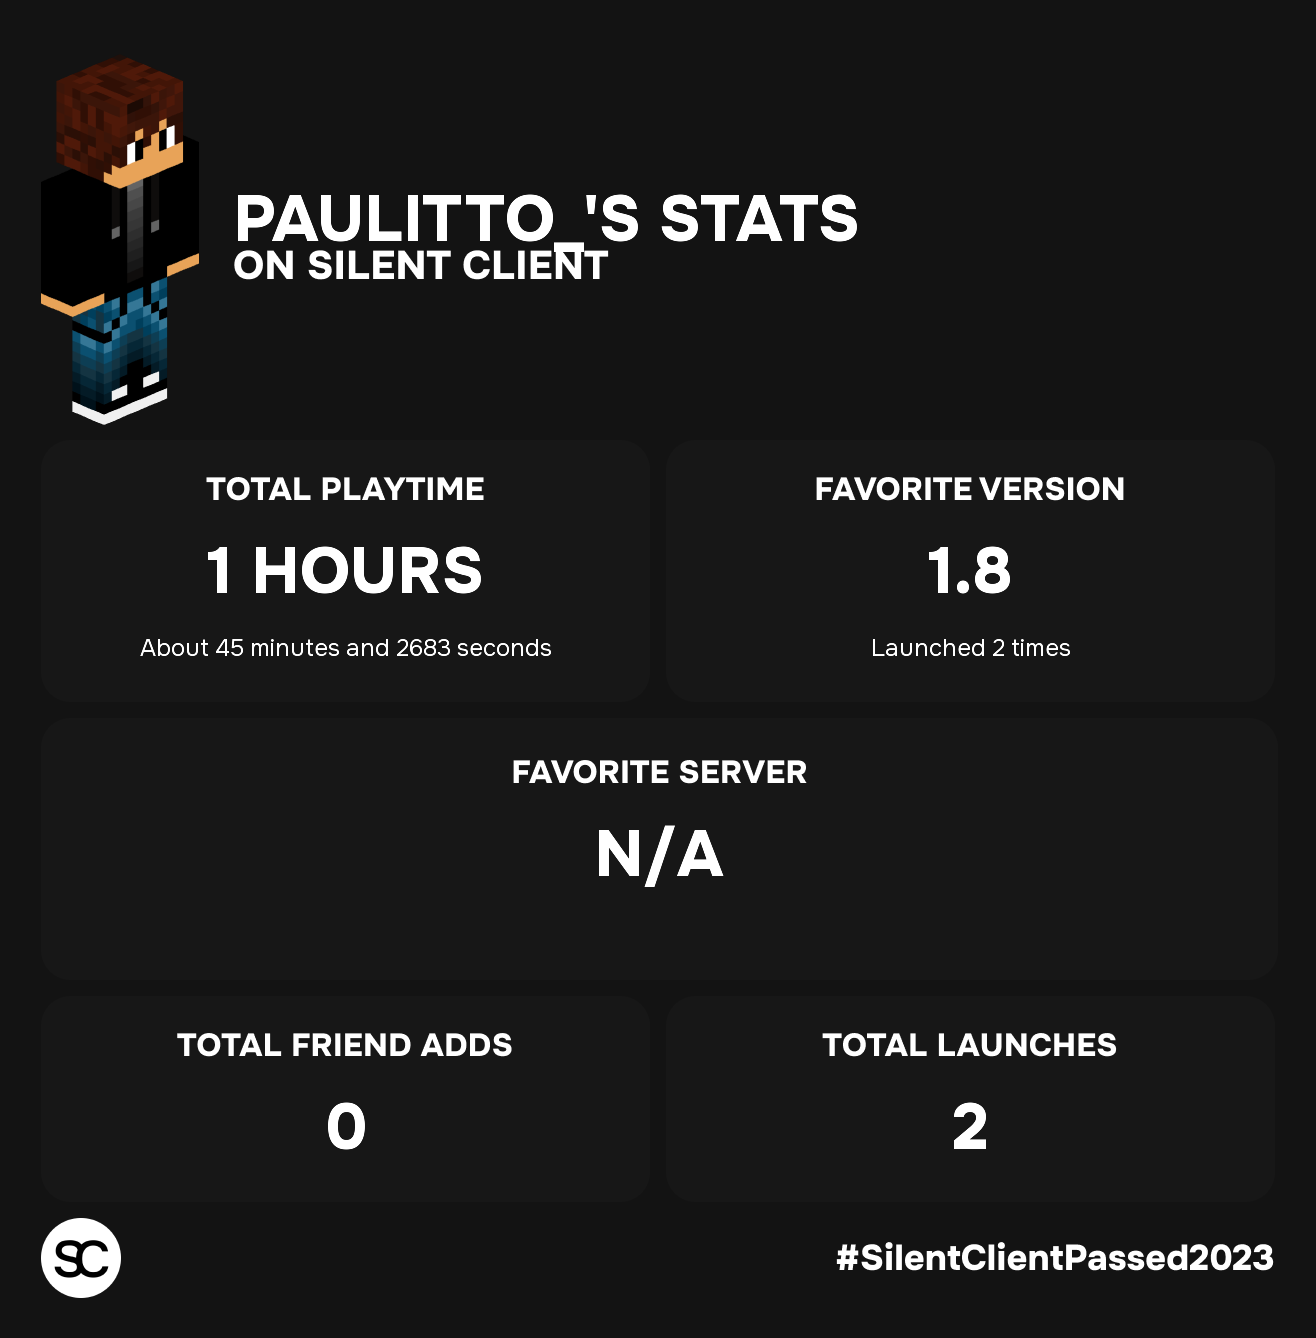 PAULITTO_'S STATS
ON SILENT CLIENT
TOTAL PLAYTIME
1 HOURS
About 45 minutes and 2683 seconds
FAVORITE VERSION
1.8
Launched 2 times
FAVORITE SERVER
N/A
TOTAL FRIEND ADDS
0
TOTAL LAUNCHES
2
SC
#SilentClientPassed2023